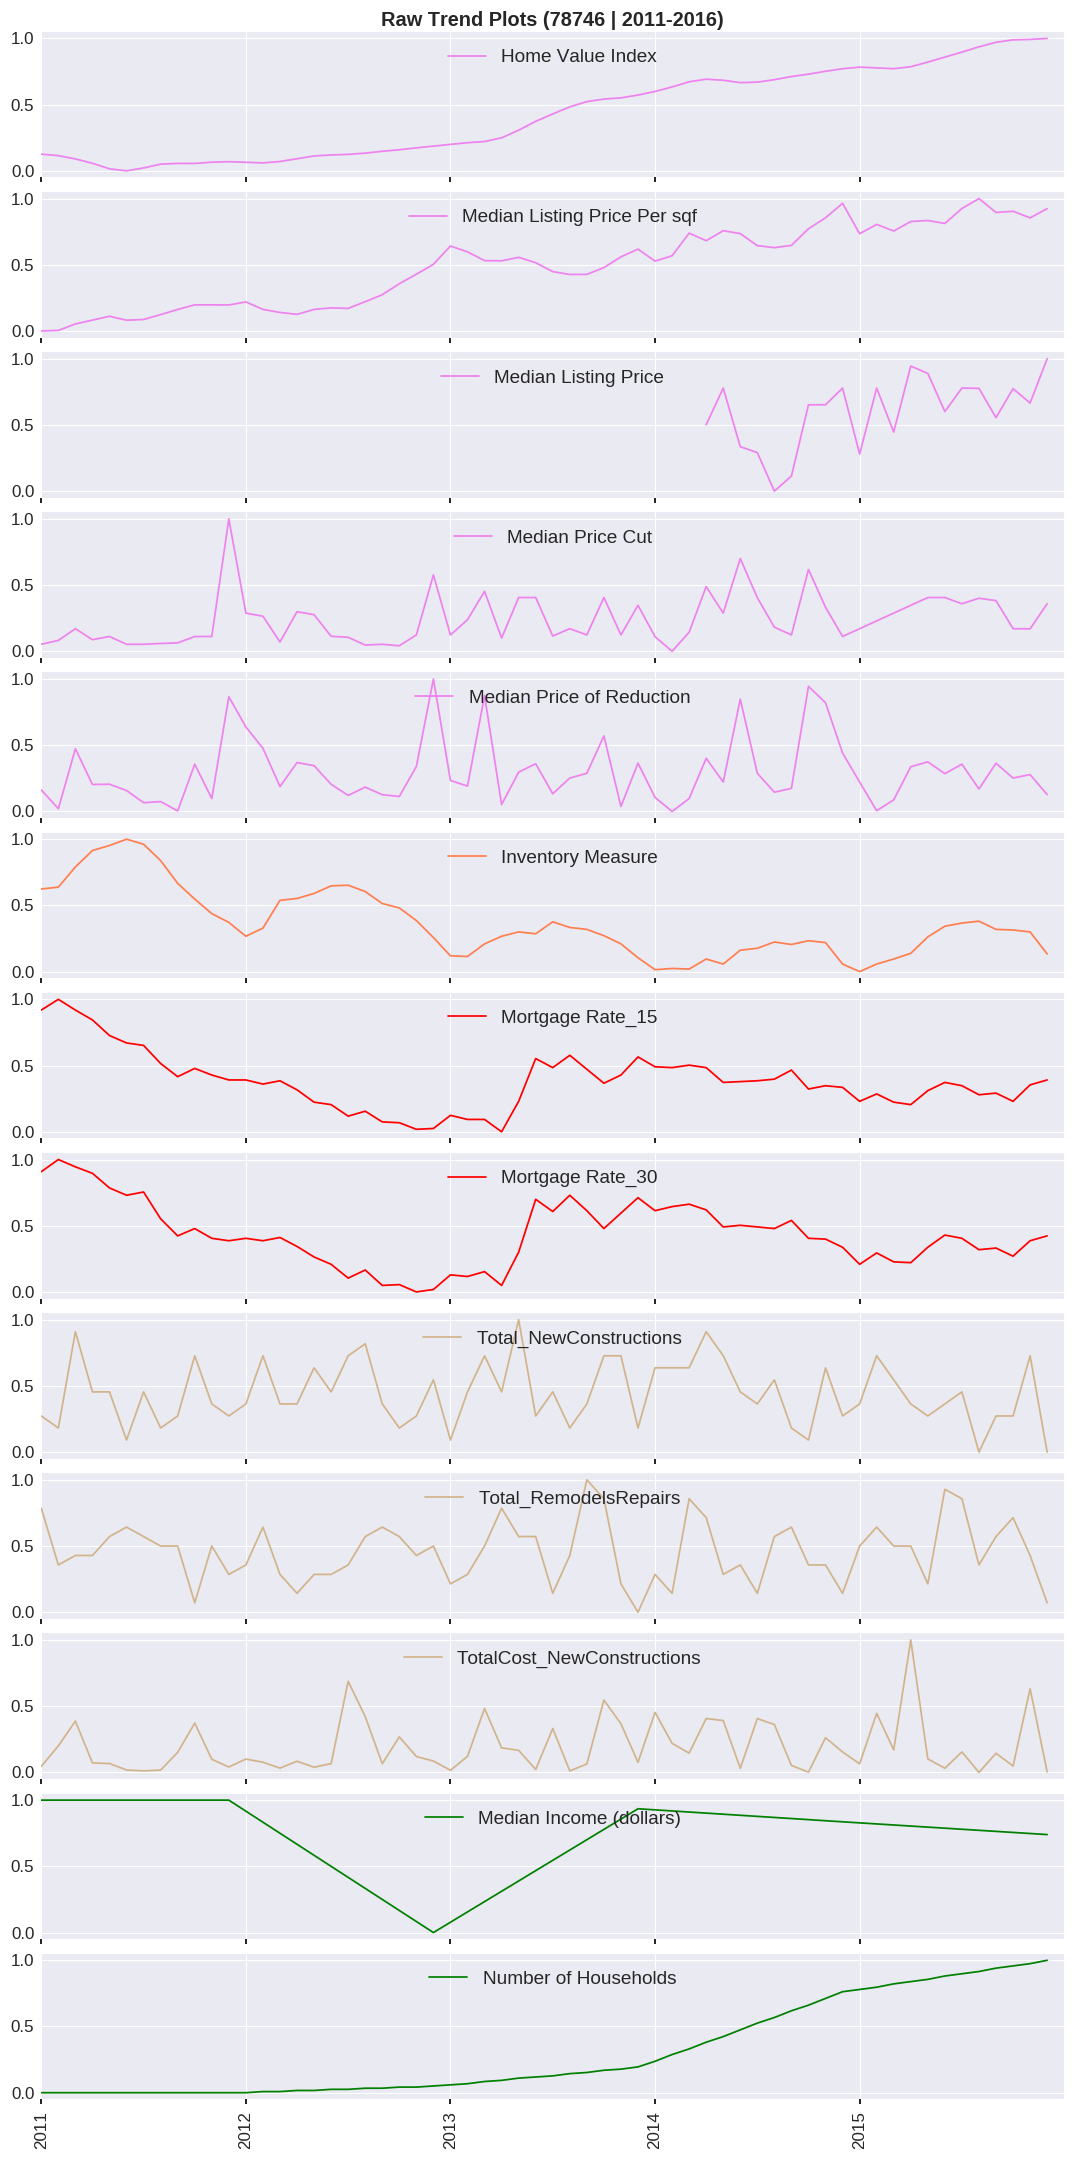 Raw Trend Plots (78746 | 2011-2016)
1.0
Home Value Index
0.5
0.0
1.0
Median Listing Price Per sqf
0.5
0.0
1.0
Median Listing Price
0.5
0.0
1.0
Median Price Cut
0.5
0.0
1.0
Median Price of Reduction
0.5
0.0
1.0
Inventory Measure
0.5
0.0
1.0
Mortgage Rate_15
0.5
0.0
1.0
Mortgage Rate_30
0.5
0.0
1.0
Total_NewConstructions
0.5
0.0
1.0
Total_RemodelsRepairs
0.5
0.0
1.0
TotalCost_NewConstructions
0.5
0.0
1.0
Median Income (dollars)
0.5
0.0
1.0
Number of Households
0.5
0.0
2011 2012 2013 2014 2015